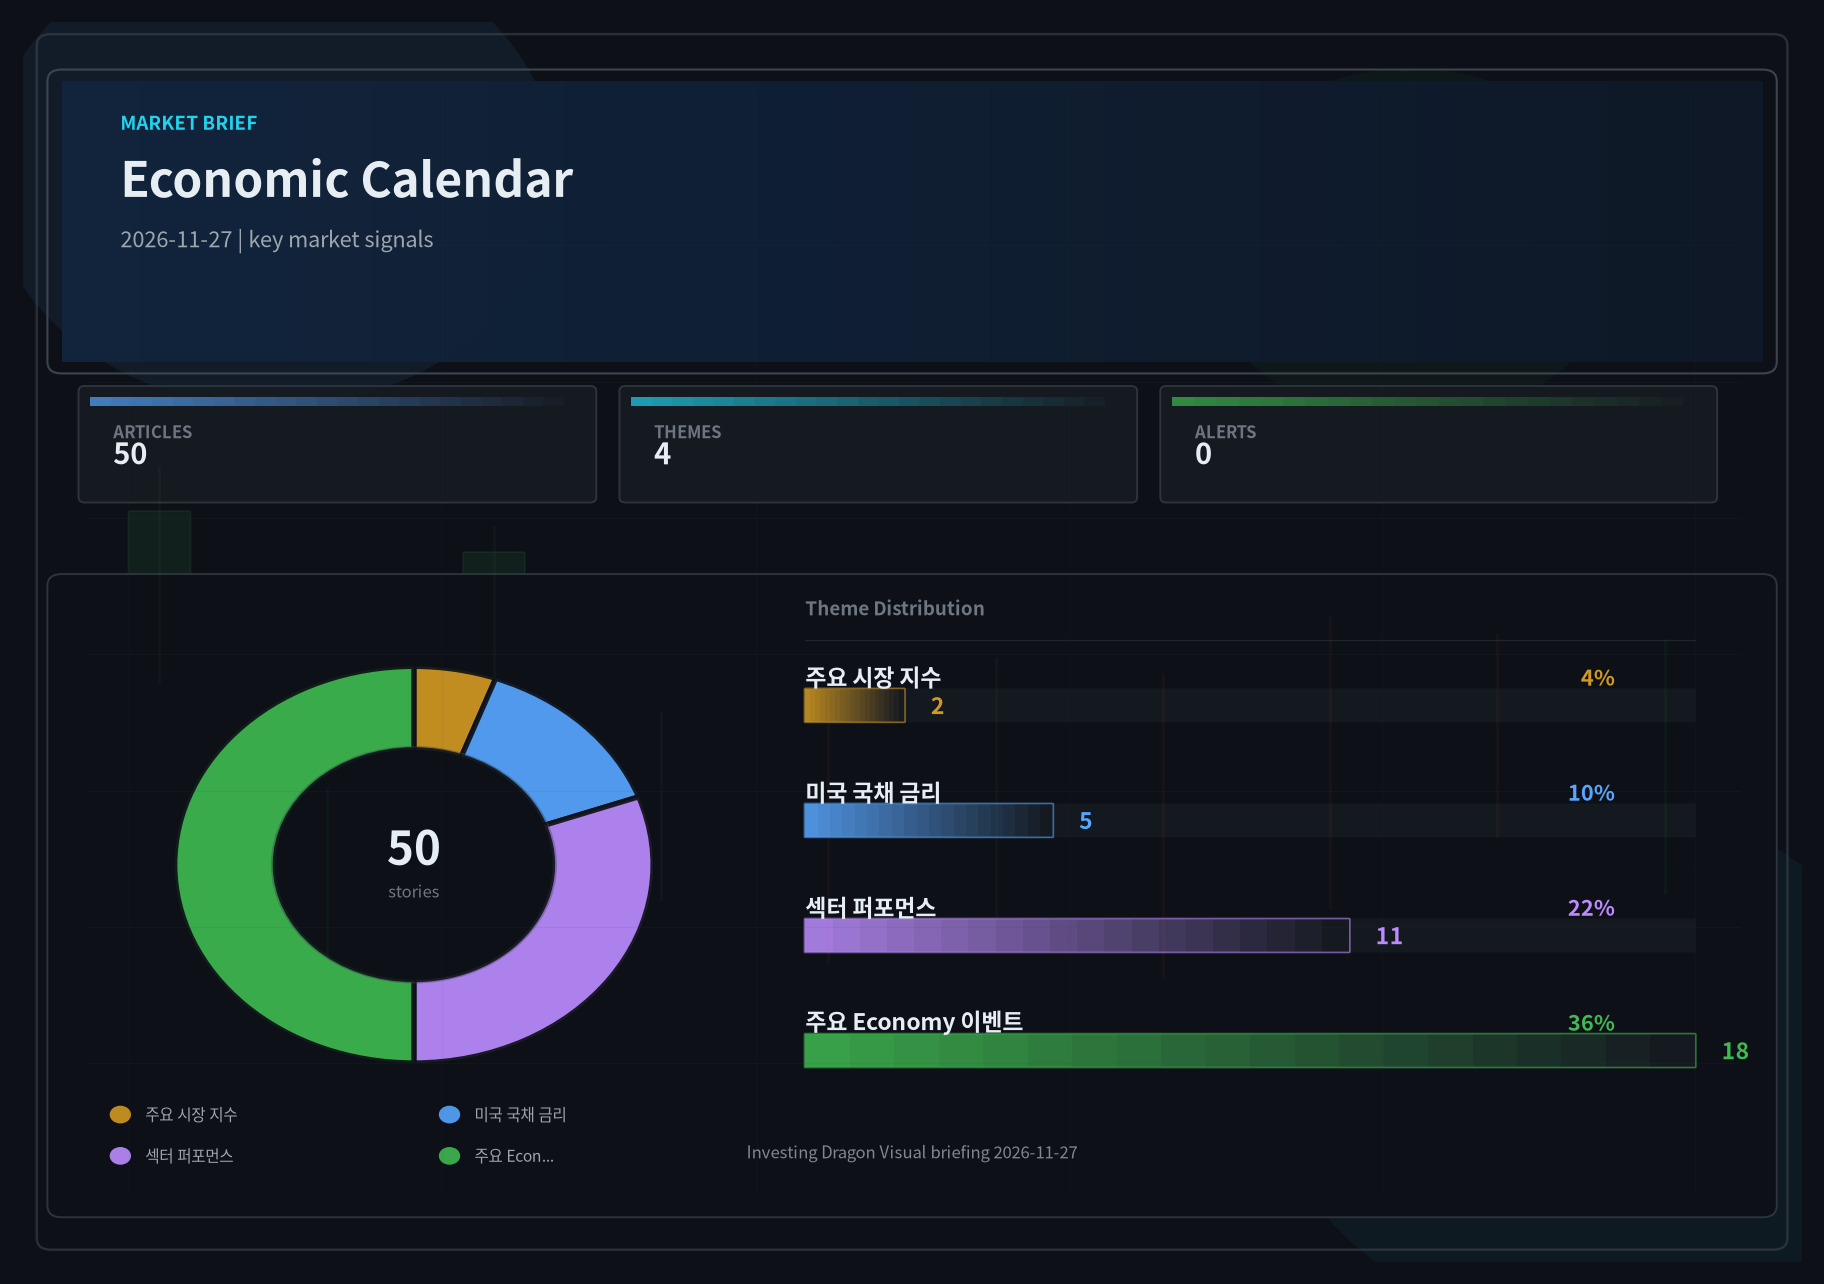 MARKET BRIEF
Economic Calendar
2026-11-27 | key market signals
ARTICLES
50
THEMES
4
ALERTS
0
Theme Distribution
주요 시장 지수
4%
2
미국 국채 금리
10%
5
섹터 퍼포먼스
22%
11
주요 Economy 이벤트
36%
18
50
stories
주요 시장 지수
미국 국채 금리
섹터 퍼포먼스
주요 Econ...
Investing Dragon Visual briefing 2026-11-27